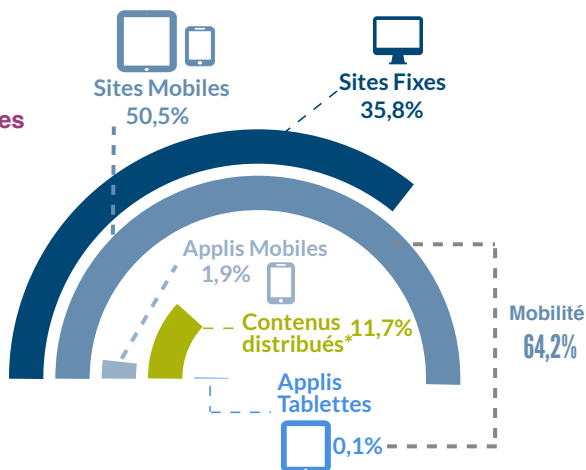 Sites Mobiles
50,5%
Sites Fixes
35,8%
es
Applis Mobiles
1,9%
Contenus
distribués* 11,7%
Mobilité
64,2%
Applis
Tablettes
0,1%